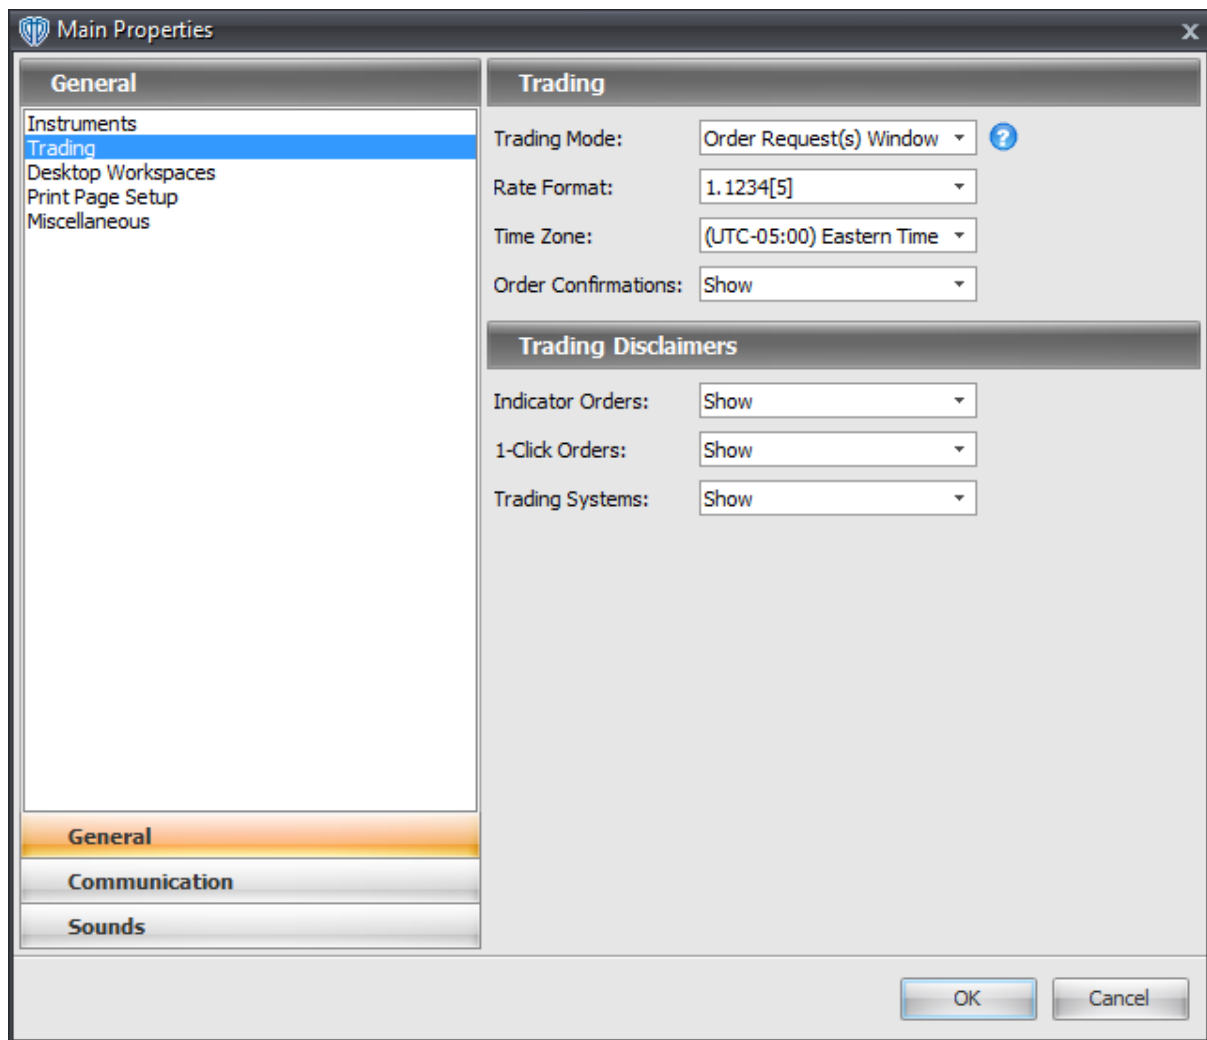 Main Properties
General
Instruments
Trading
Desktop Workspaces
Print Page Setup
Miscellaneous
General
Communication
Sounds
Trading
Trading Mode: Order Request(s) Window
Rate Format: 1.1234[5]
Time Zone: (UTC-05:00) Eastern Time
Order Confirmations: Show
Trading Disclaimers
Indicator Orders: Show
1-Click Orders: Show
Trading Systems: Show
OK Cancel